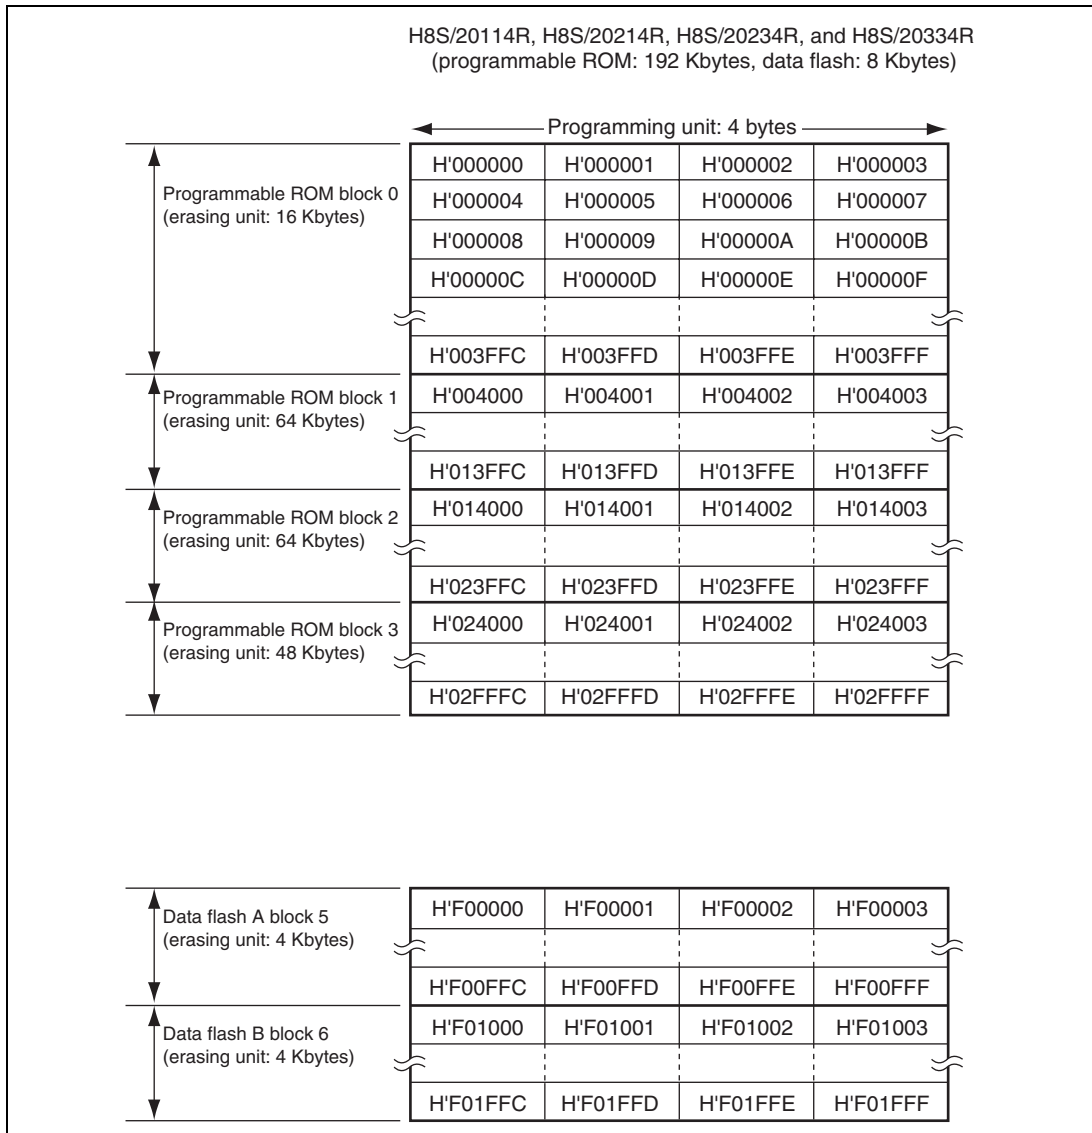 H8S/20114R, H8S/20214R, H8S/20234R, and H8S/20334R
(programmable ROM: 192 Kbytes, data flash: 8 Kbytes)
Programming unit: 4 bytes
Programmable ROM block 0
(erasing unit: 16 Kbytes)
H'000000 H'000001 H'000002 H'000003
H'000004 H'000005 H'000006 H'000007
H'000008 H'000009 H'00000A H'00000B
H'00000C H'00000D H'00000E H'00000F
H'003FFC H'003FFD H'003FFE H'003FFF
Programmable ROM block 1
(erasing unit: 64 Kbytes)
H'004000 H'004001 H'004002 H'004003
H'013FFC H'013FFD H'013FFE H'013FFF
Programmable ROM block 2
(erasing unit: 64 Kbytes)
H'014000 H'014001 H'014002 H'014003
H'023FFC H'023FFD H'023FFE H'023FFF
Programmable ROM block 3
(erasing unit: 48 Kbytes)
H'024000 H'024001 H'024002 H'024003
H'02FFFC H'02FFFD H'02FFFE H'02FFFF
Data flash A block 5
(erasing unit: 4 Kbytes)
H'F00000 H'F00001 H'F00002 H'F00003
H'F00FFC H'F00FFD H'F00FFE H'F00FFF
Data flash B block 6
(erasing unit: 4 Kbytes)
H'F01000 H'F01001 H'F01002 H'F01003
H'F01FFC H'F01FFD H'F01FFE H'F01FFF